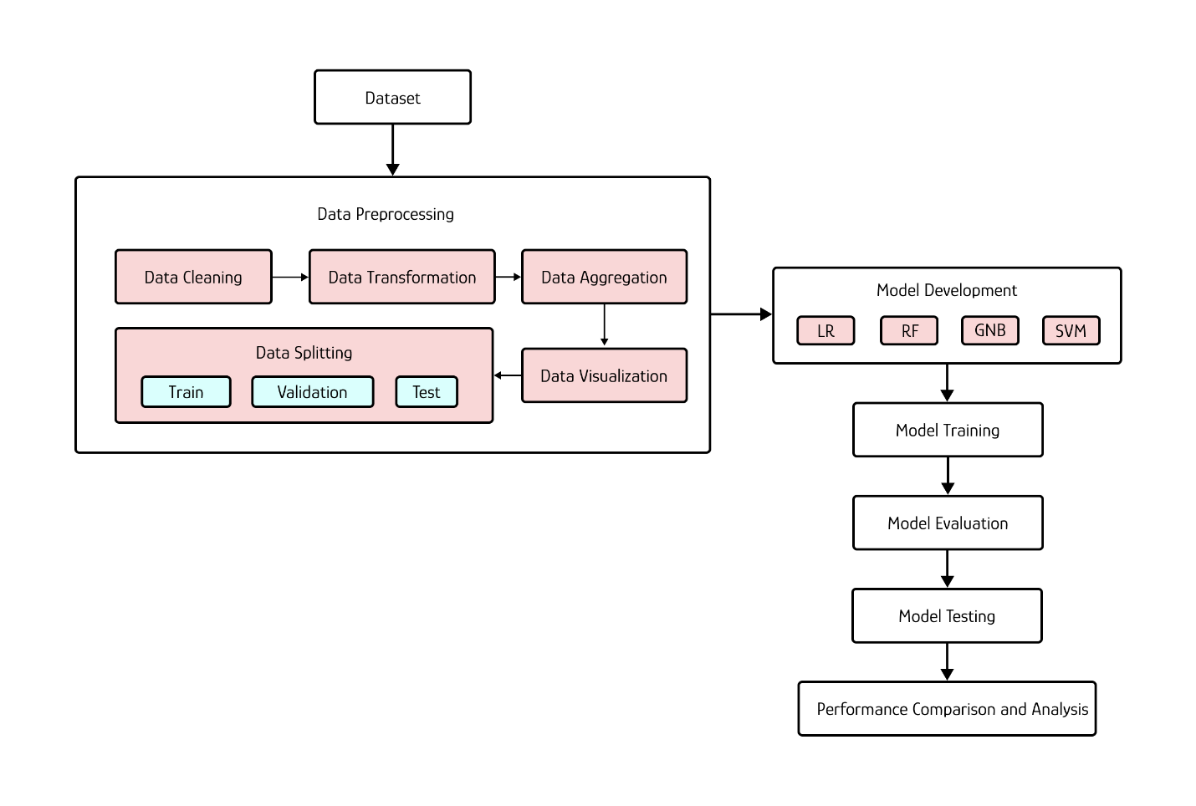 Dataset
Data Preprocessing
Data Cleaning
Data Transformation
Data Aggregation
Data Visualization
Data Splitting
Train
Validation
Test
Model Development
LR
RF
GNB
SVM
Model Training
Model Evaluation
Model Testing
Performance Comparison and Analysis